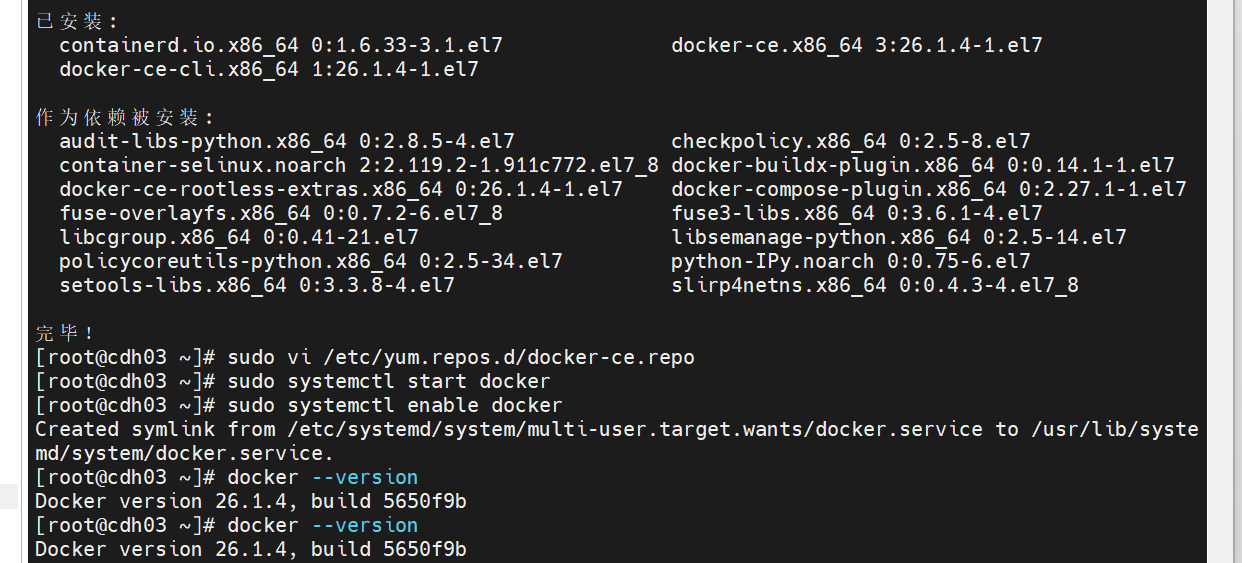 已安装：
containerd.io.x86_64 0:1.6.33-3.1.el7 docker-ce.x86_64 3:26.1.4-1.el7
docker-ce-cli.x86_64 1:26.1.4-1.el7
作为依赖被安装：
audit-libs-python.x86_64 0:2.8.5-4.el7 checkpolicy.x86_64 0:2.5-8.el7
container-selinux.noarch 2:2.119.2-1.911c772.el7_8 docker-buildx-plugin.x86_64 0:0.14.1-1.el7
docker-ce-rootless-extras.x86_64 0:26.1.4-1.el7 docker-compose-plugin.x86_64 0:2.27.1-1.el7
fuse-overlayfs.x86_64 0:0.7.2-6.el7_8 fuse3-libs.x86_64 0:3.6.1-4.el7
libcgroup.x86_64 0:0.41-21.el7 libsemanage-python.x86_64 0:2.5-14.el7
policycoreutils-python.x86_64 0:2.5-34.el7 python-IPy.noarch 0:0.75-6.el7
setools-libs.x86_64 0:3.3.8-4.el7 slirp4netns.x86_64 0:0.4.3-4.el7_8
完毕！
[root@cdh03 ~]# sudo vi /etc/yum.repos.d/docker-ce.repo
[root@cdh03 ~]# sudo systemctl start docker
[root@cdh03 ~]# sudo systemctl enable docker
Created symlink from /etc/systemd/system/multi-user.target.wants/docker.service to /usr/lib/syste
md/system/docker.service.
[root@cdh03 ~]# docker --version
Docker version 26.1.4, build 5650f9b
[root@cdh03 ~]# docker --version
Docker version 26.1.4, build 5650f9b